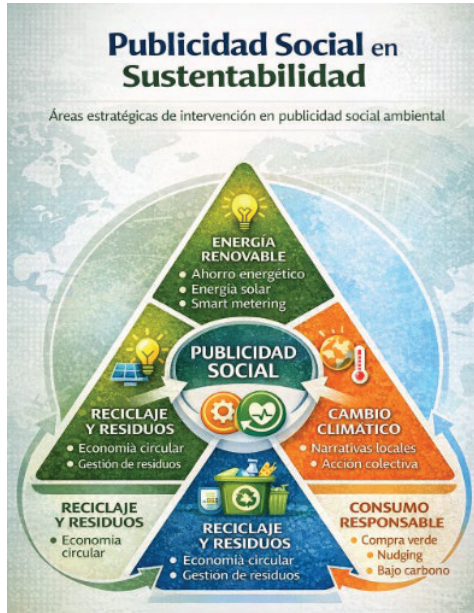 Publicidad Social en
Sustentabilidad
Áreas estratégicas de intervención en publicidad social ambiental
ENERGÍA
RENOVABLE
• Ahorro energético
• Energía solar
• Smart metering
PUBLICIDAD
SOCIAL
RECICLAJE
Y RESIDUOS
• Economía circular
• Gestión de residuos
CAMBIO
CLIMÁTICO
• Narrativas locales
• Acción colectiva
RECICLAJE
Y RESIDUOS
• Economía
circular
RECICLAJE
Y RESIDUOS
• Economía circular
• Gestión de residuos
CONSUMO
RESPONSABLE
• Compra verde
• Nudging
• Bajo carbono